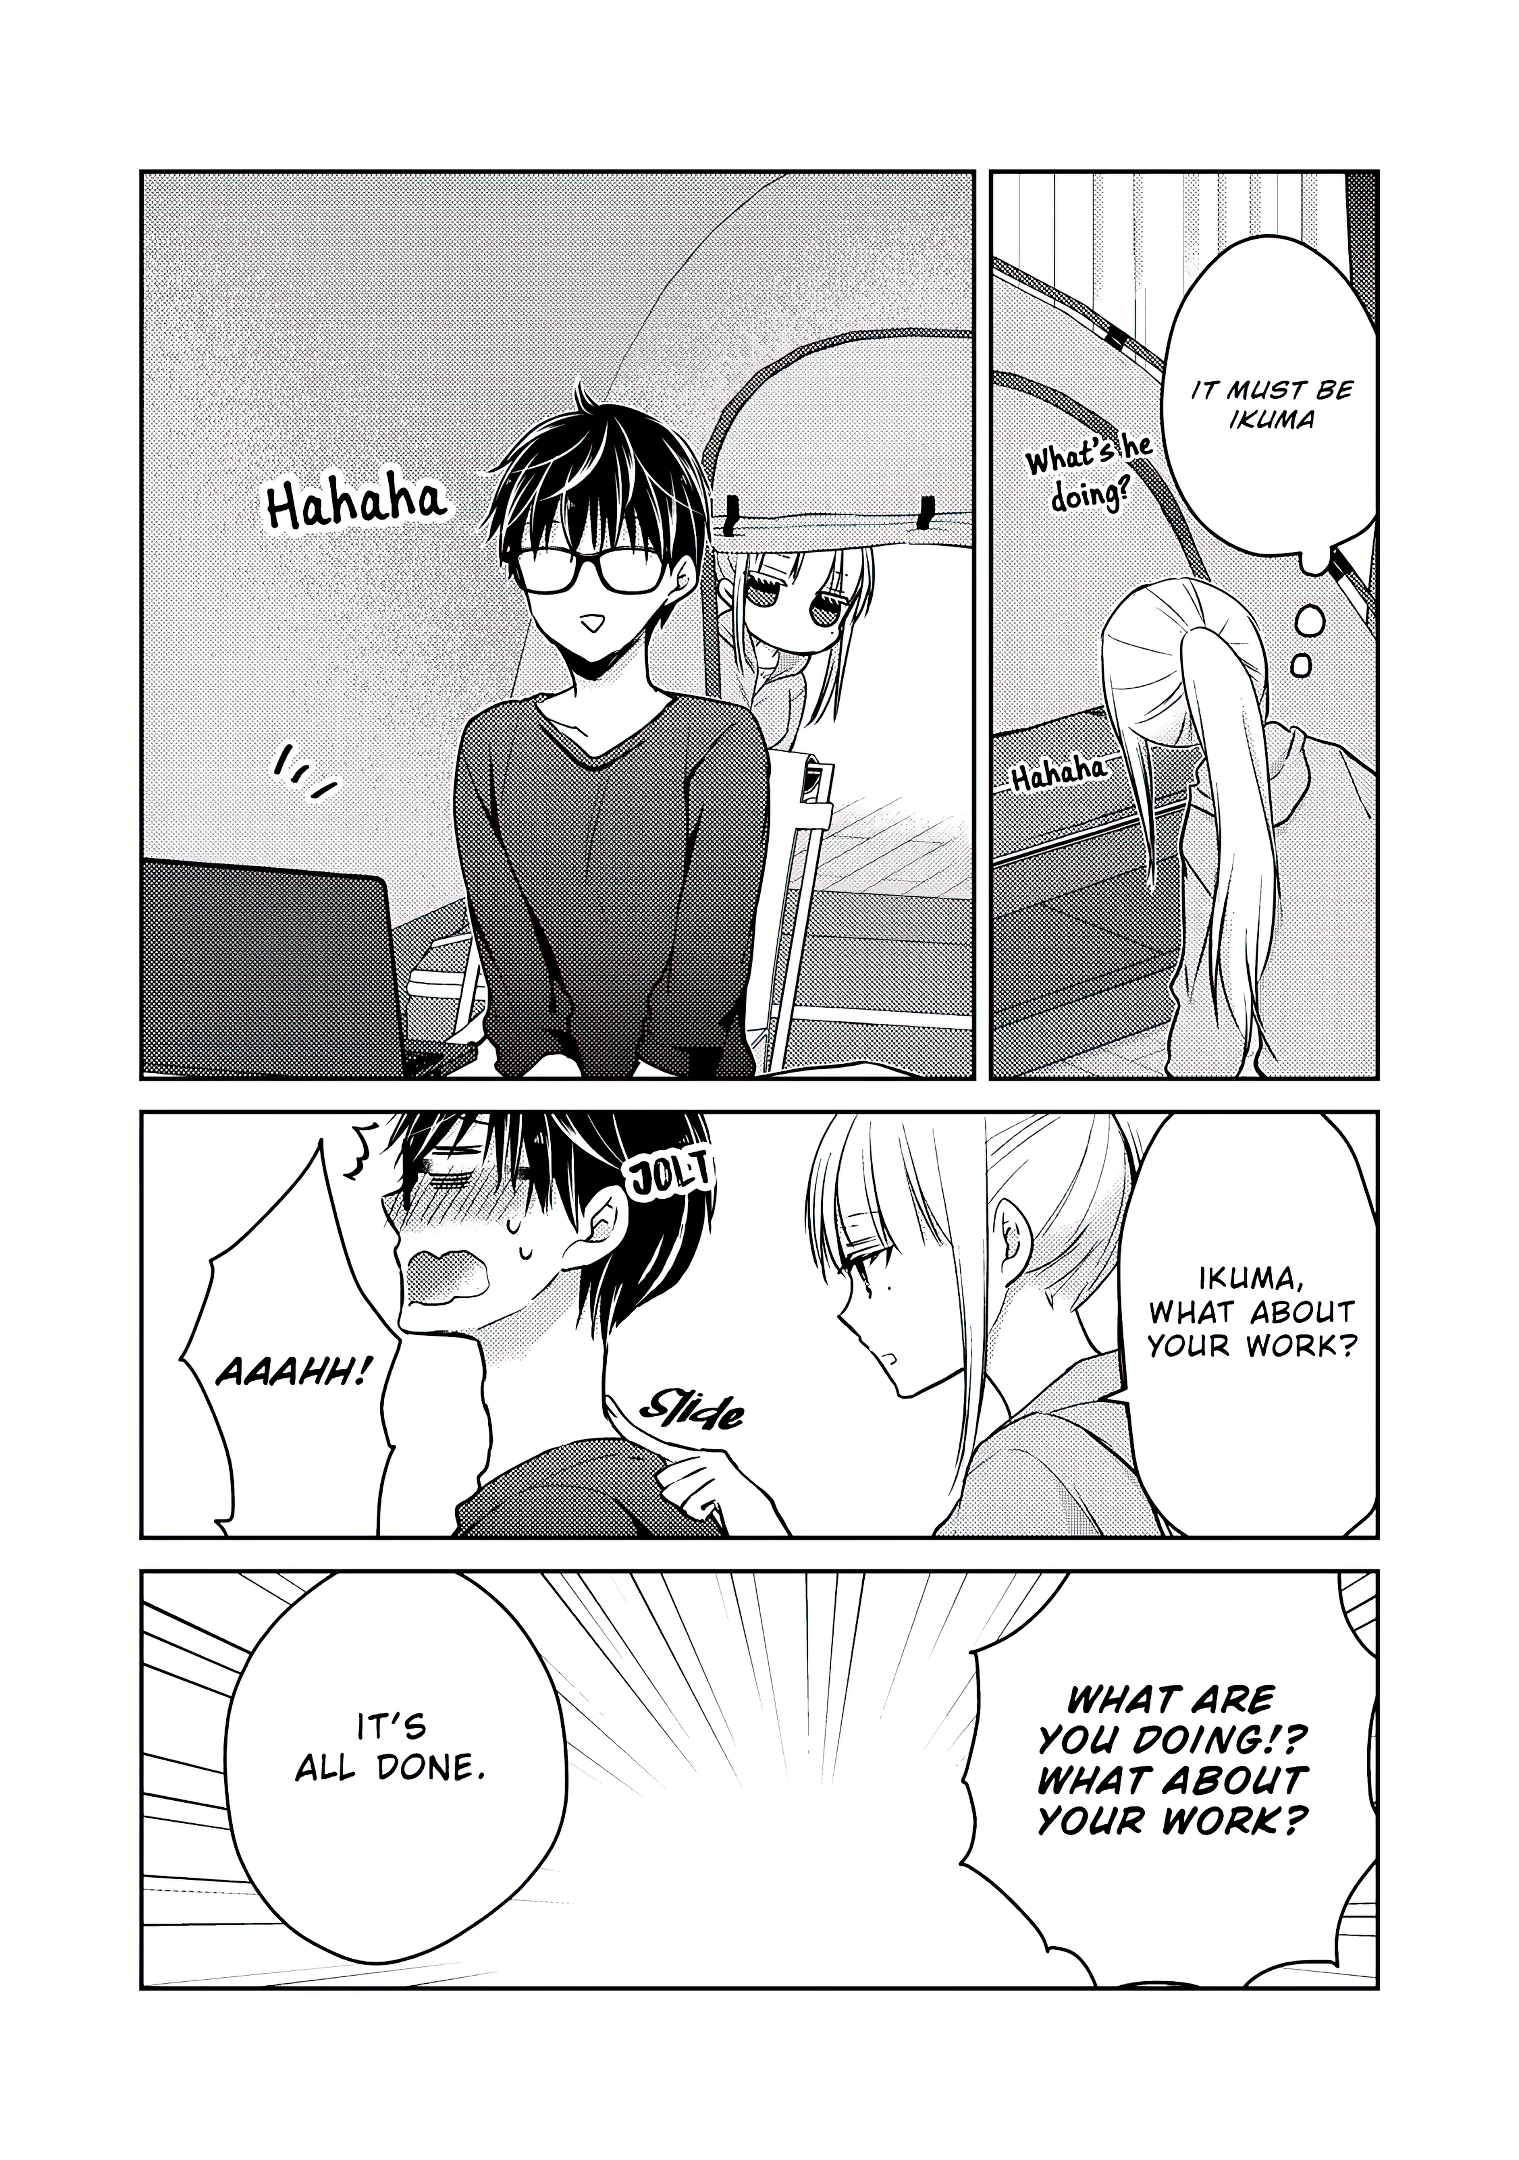 IT MUST BE
IKUMA
What's he
doing?
Hahaha
Hahaha
IKUMA,
WHAT ABOUT
YOUR WORK?
JOLT
Slide
AAAHH!
WHAT ARE
YOU DOING!?
WHAT ABOUT
YOUR WORK?
IT'S
ALL DONE.